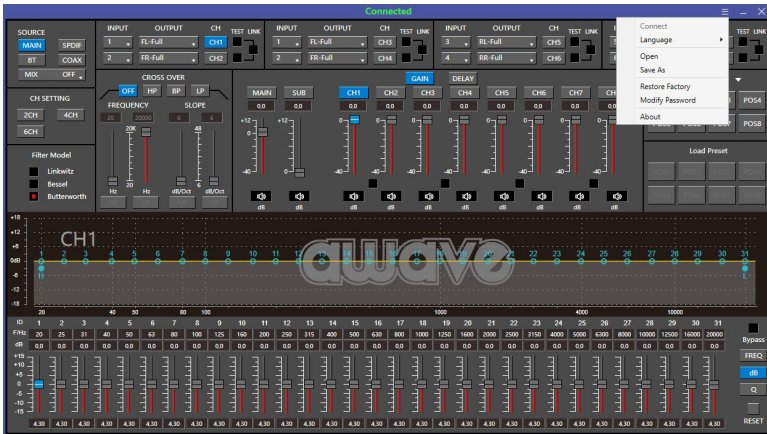 Connected
SOURCE
MAIN SPDIF
BT COAX
MIX OFF
CH SETTING
2CH 4CH
6CH
Filter Model
Linkwitz
Bessel
Butterworth
INPUT OUTPUT CH TEST LINK
1 FL-Full CH1
2 FR-Full CH2
INPUT OUTPUT CH TEST LINK
1 FL-Full CH3
2 FR-Full CH4
INPUT OUTPUT CH TEST LINK
3 RL-Full CH5
4 RR-Full CH6
TEST LINK
Connect
Language
Open
Save As
Restore Factory
Modify Password
About
CROSS OVER
OFF HP BP LP
FREQUENCY SLOPE
20 20000 6 6
20K 48
20 6
Hz Hz dB/Oct dB/Oct
GAIN DELAY
MAIN SUB CH1 CH2 CH3 CH4 CH5 CH6 CH7 CH
0,0 0,0 0,0 0,0 0,0 0,0 0,0 0,0 0,0 0,0
+12 +12 0 0 0 0 0 0 0 0
0
-40 -40 -40 -40 -40 -40 -40 -40 -40
dB dB dB dB dB dB dB dB dB dB
POS4
POS8
Load Preset
+18
+12
+6
0dB
-6
-12
-18
CH1
1 2 3 4 5 6 7 8 9 10 11 12 13 14 15 16 17 18 19 20 21 22 23 24 25 26 27 28 29 30 31
H L
awave
20 40 50 80 100 1000 4000 10000
ID 1 2 3 4 5 6 7 8 9 10 11 12 13 14 15 16 17 18 19 20 21 22 23 24 25 26 27 28 29 30 31
F/Hz 20 25 31 40 50 63 80 100 125 160 200 250 315 400 500 630 800 1000 1250 1600 2000 2500 3150 4000 5000 6300 8000 10000 12500 16000 20000
dB 0,0 0,0 0,0 0,0 0,0 0,0 0,0 0,0 0,0 0,0 0,0 0,0 0,0 0,0 0,0 0,0 0,0 0,0 0,0 0,0 0,0 0,0 0,0 0,0 0,0 0,0 0,0 0,0 0,0 0,0 0,0
+15
+10
+5
0
-5
-10
-15
4,30 4,30 4,30 4,30 4,30 4,30 4,30 4,30 4,30 4,30 4,30 4,30 4,30 4,30 4,30 4,30 4,30 4,30 4,30 4,30 4,30 4,30 4,30 4,30 4,30 4,30 4,30 4,30 4,30 4,30 4,30
Bypass
FREQ
dB
Q
RESET